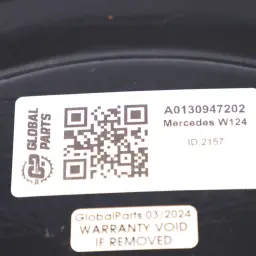 GLOBAL
PARTS
A0130947202
Mercedes W124
ID:2157
GlobalParts 03/2024
WARRANTY VOID
IF REMOVED